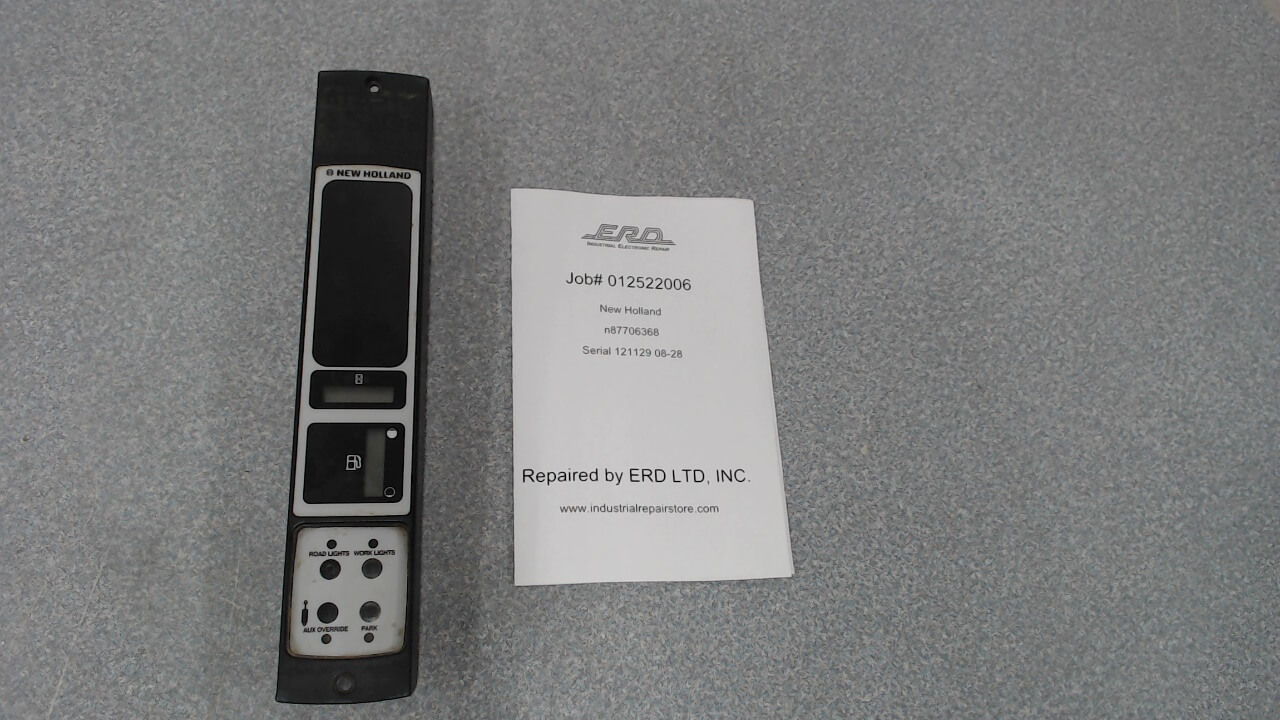 NEW HOLLAND
ROAD LIGHTS WORK LIGHTS
AUX OVERRIDE PARK
ERD
INDUSTRIAL ELECTRONIC REPAIR
Job# 012522006
New Holland
n87706368
Serial 121129 08-28
Repaired by ERD LTD, INC.
www.industrialrepairstore.com